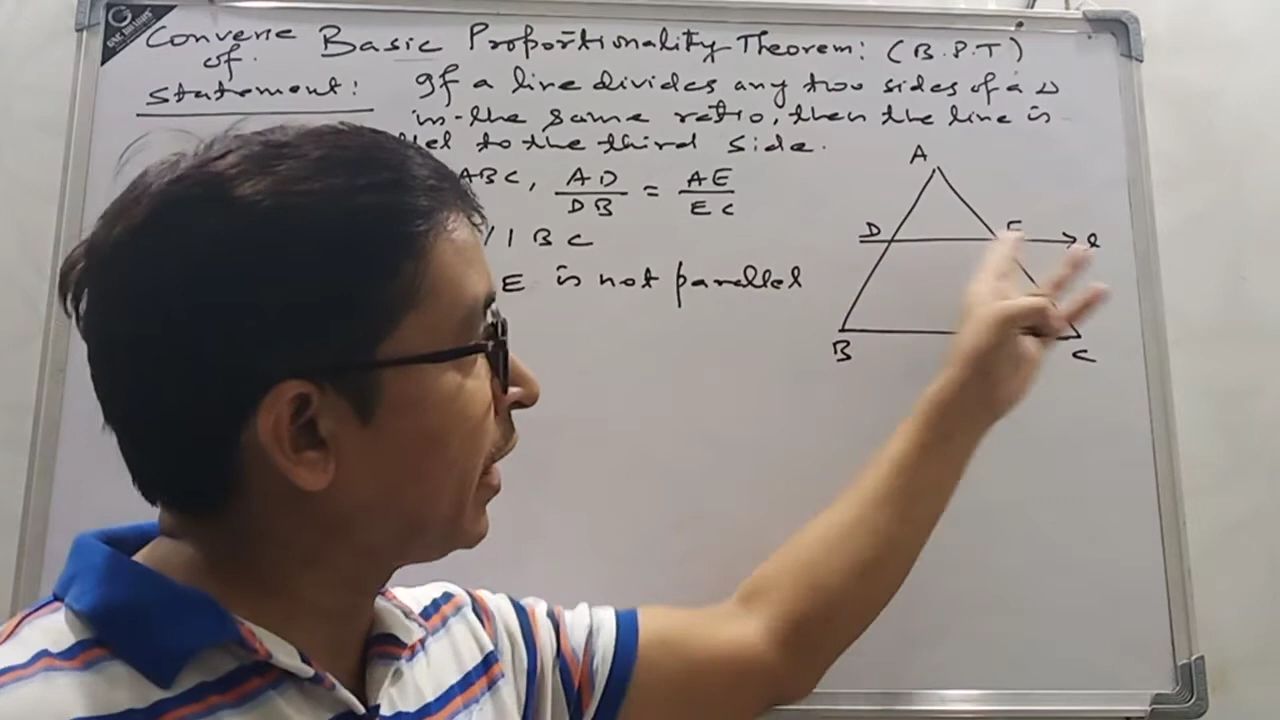 Converse Basic Proportionality Theorem: (B.P.T)
of.
Statement: If a line divides any two sides of a Δ
in the same ratio, then the line is
to the third side.
ABC, AD/DB = AE/EC
// BC
E is not parallel
A
D E l
B C